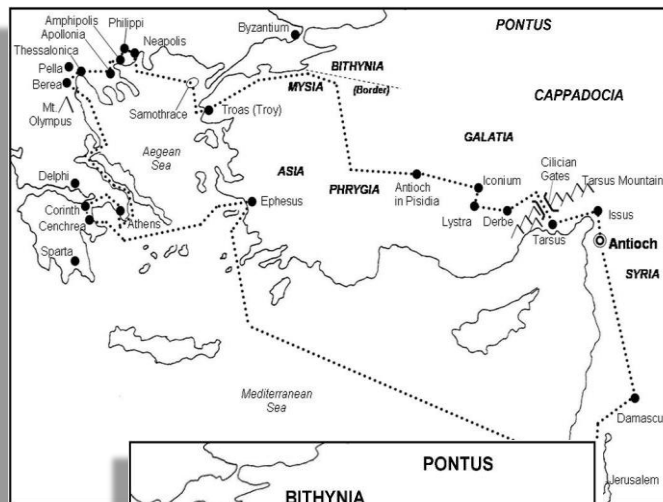 Amphipolis
Apollonia
Philippi
Thessalonica
Neapolis
Pella
Berea
Mt.
Olympus
Byzantium
PONTUS
BITHYNIA
(Border)
MYSIA
Samothrace
Troas (Troy)
CAPPADOCIA
Aegean
Sea
GALATIA
Delphi
ASIA
PHRYGIA
Antioch
in Pisidia
Iconium
Lystra
Derbe
Cilician
Gates
Tarsus Mountain
Tarsus
Issus
Antioch
SYRIA
Corinth
Cenchrea
Athens
Ephesus
Sparta
Mediterranean
Sea
Damascu
Jerusalem
PONTUS
BITHYNIA